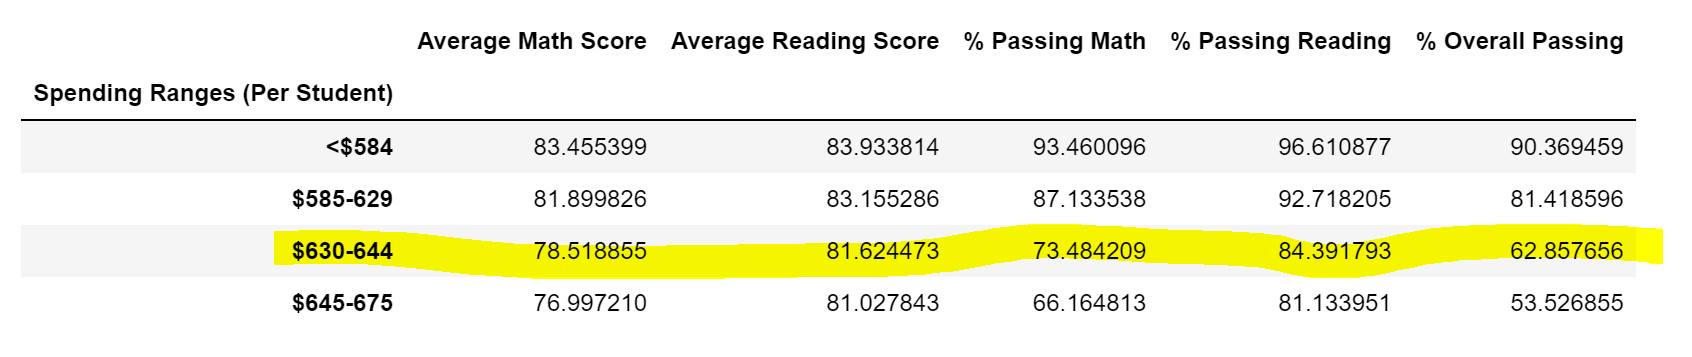 Average Math Score Average Reading Score % Passing Math % Passing Reading % Overall Passing
Spending Ranges (Per Student)
<$584 83.455399 83.933814 93.460096 96.610877 90.369459
$585-629 81.899826 83.155286 87.133538 92.718205 81.418596
$630-644 78.518855 81.624473 73.484209 84.391793 62.857656
$645-675 76.997210 81.027843 66.164813 81.133951 53.526855